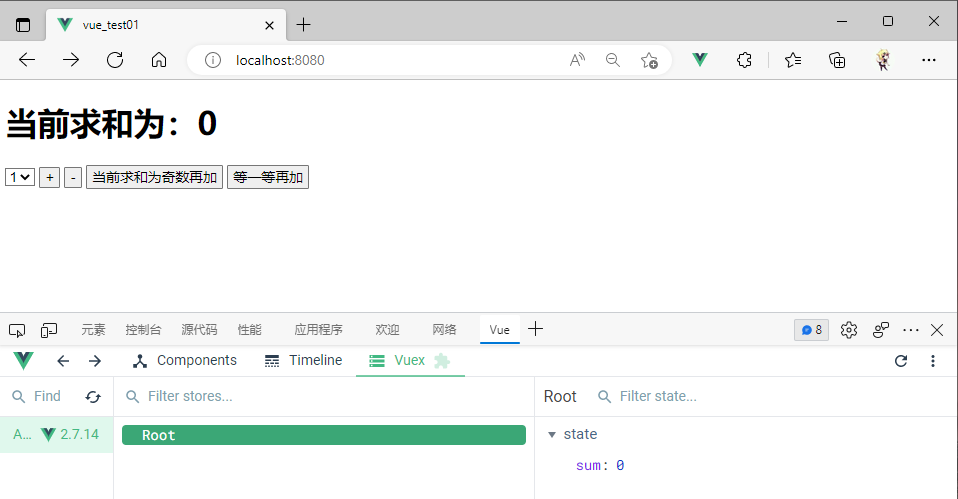 vue_test01
localhost:8080
当前求和为：0
1 + - 当前求和为奇数再加 等一等再加
元素 控制台 源代码 性能 应用程序 欢迎 网络 Vue 8
Components Timeline Vuex
Find Filter stores... Root Filter state...
A... 2.7.14 Root state
sum: 0